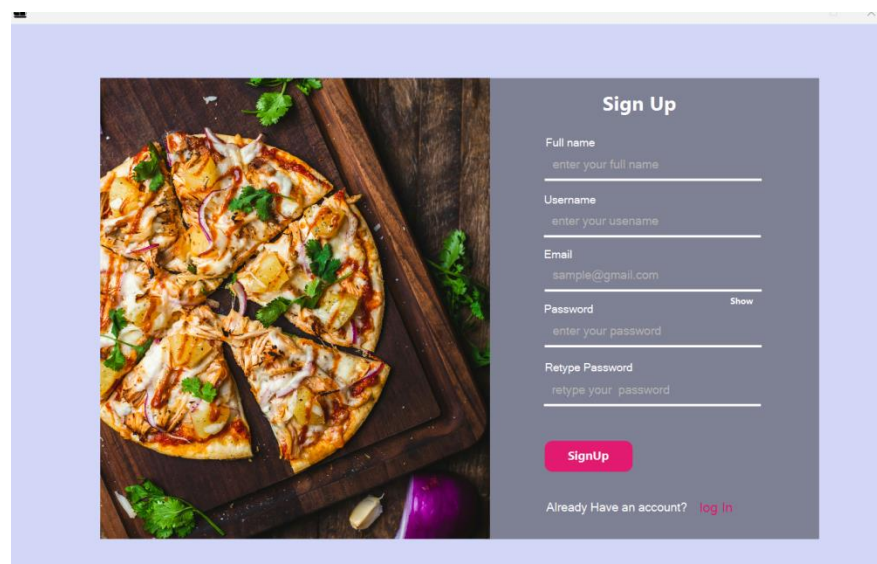 Sign Up
Full name
enter your full name
Username
enter your usename
Email
sample@gmail.com
Show
Password
enter your password
Retype Password
retype your  password
SignUp
Already Have an account? log In